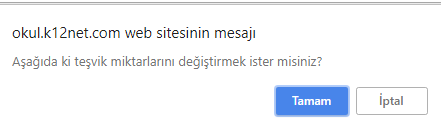 okul.k12net.com web sitesinin mesajı
Aşağıda ki teşvik miktarlarını değiştirmek ister misiniz?
Tamam
İptal